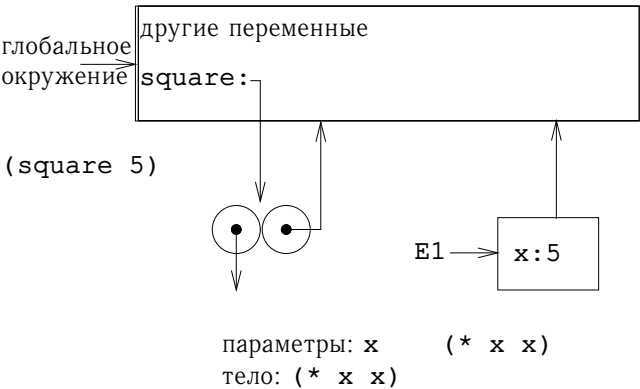 другие переменные
глобальное
окружение
square:
(square 5)
E1
x:5
параметры: x
(* x x)
тело: (* x x)